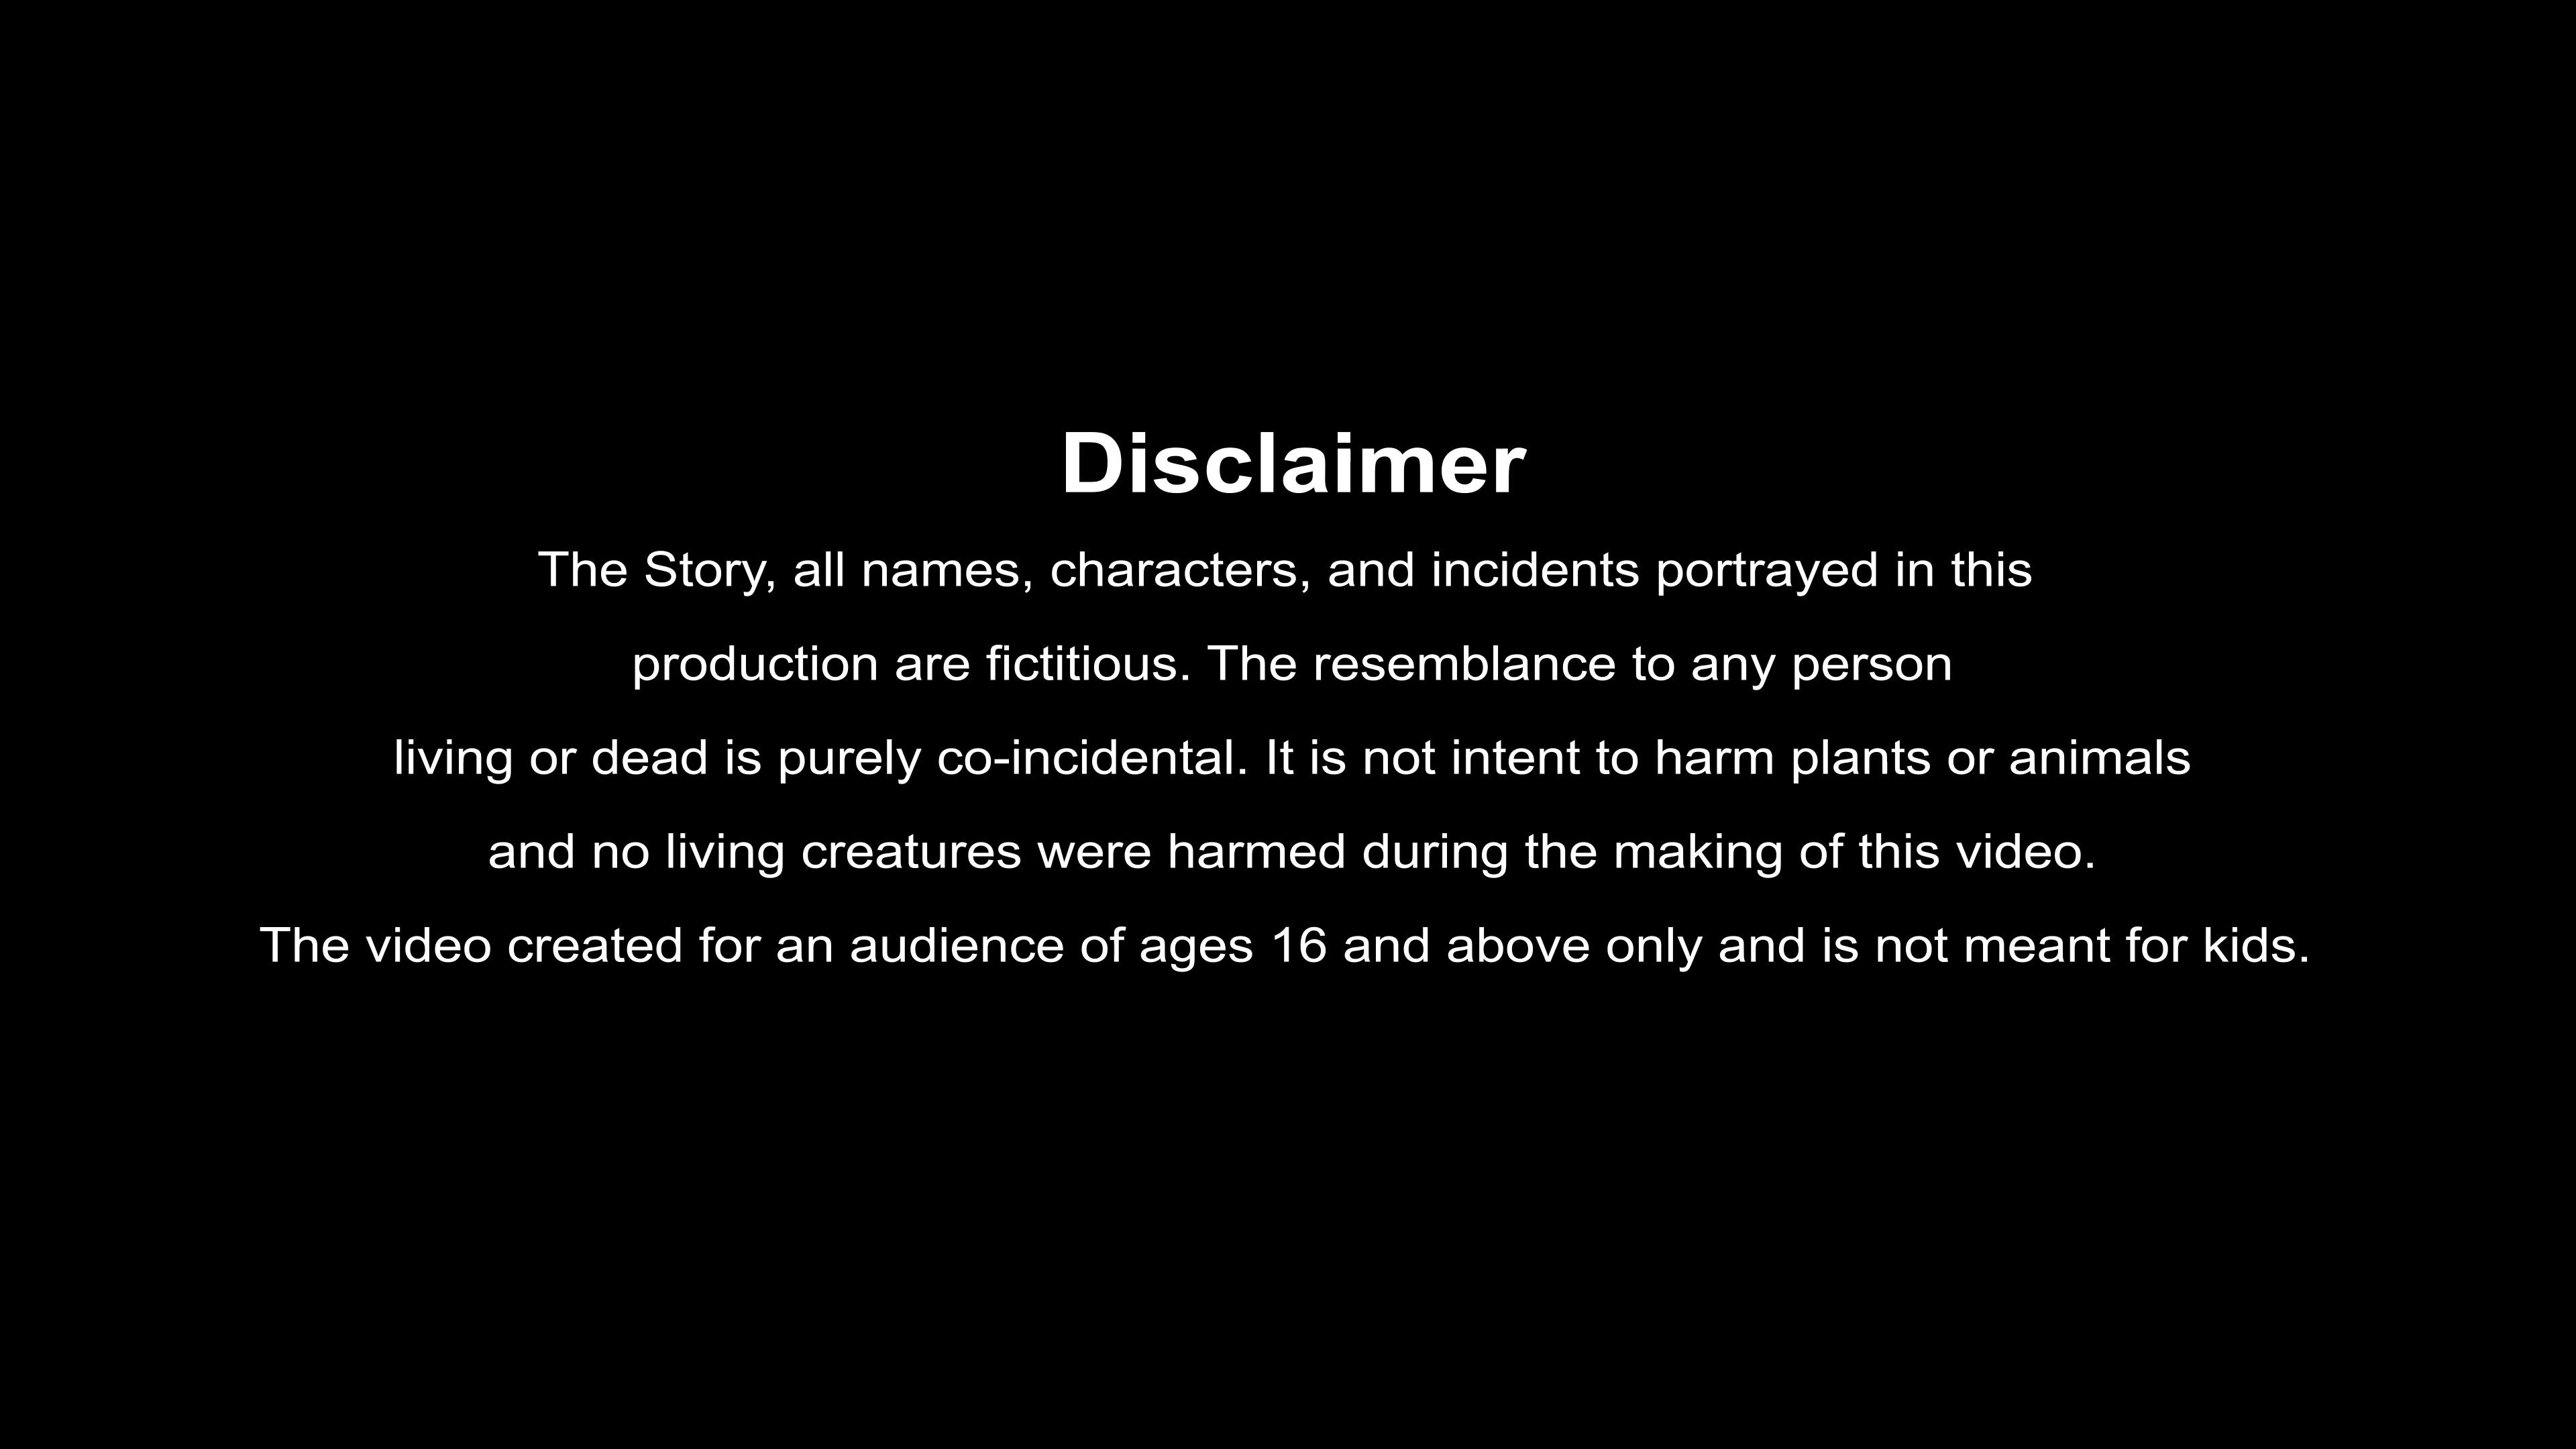 Disclaimer
The Story, all names, characters, and incidents portrayed in this
production are fictitious. The resemblance to any person
living or dead is purely co-incidental. It is not intent to harm plants or animals
and no living creatures were harmed during the making of this video.
The video created for an audience of ages 16 and above only and is not meant for kids.